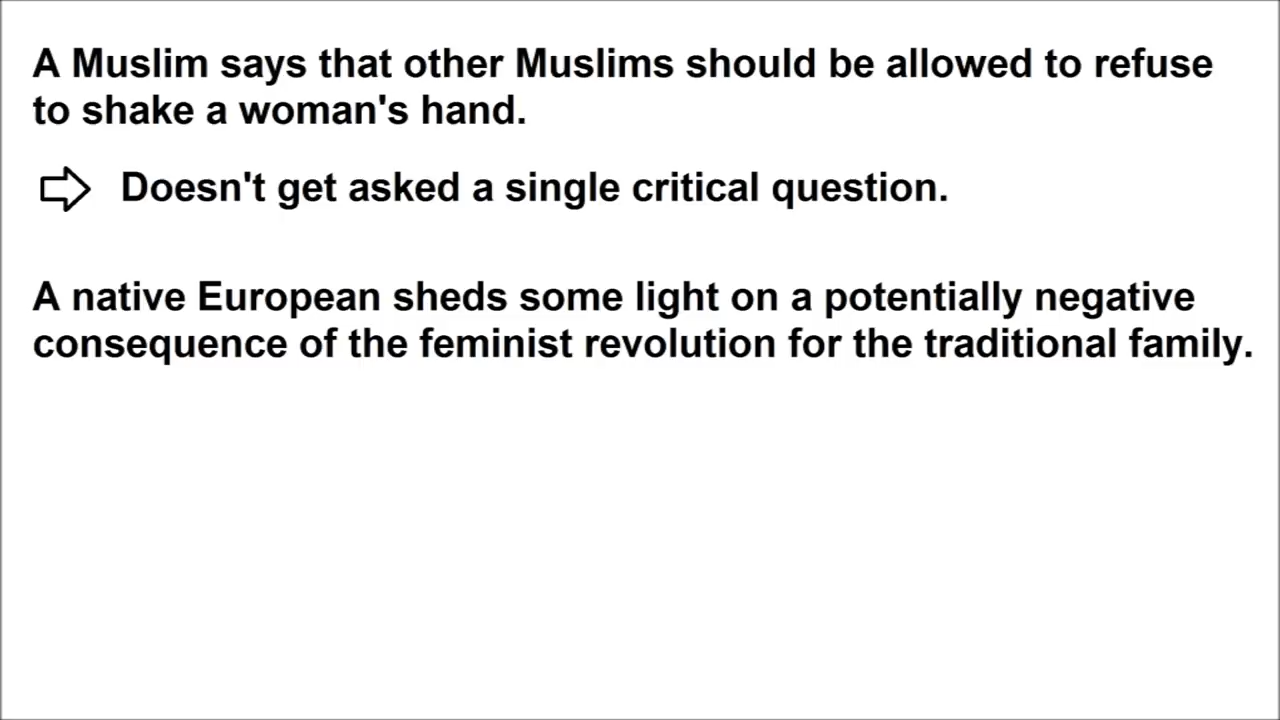 A Muslim says that other Muslims should be allowed to refuse
to shake a woman's hand.
Doesn't get asked a single critical question.
A native European sheds some light on a potentially negative
consequence of the feminist revolution for the traditional family.